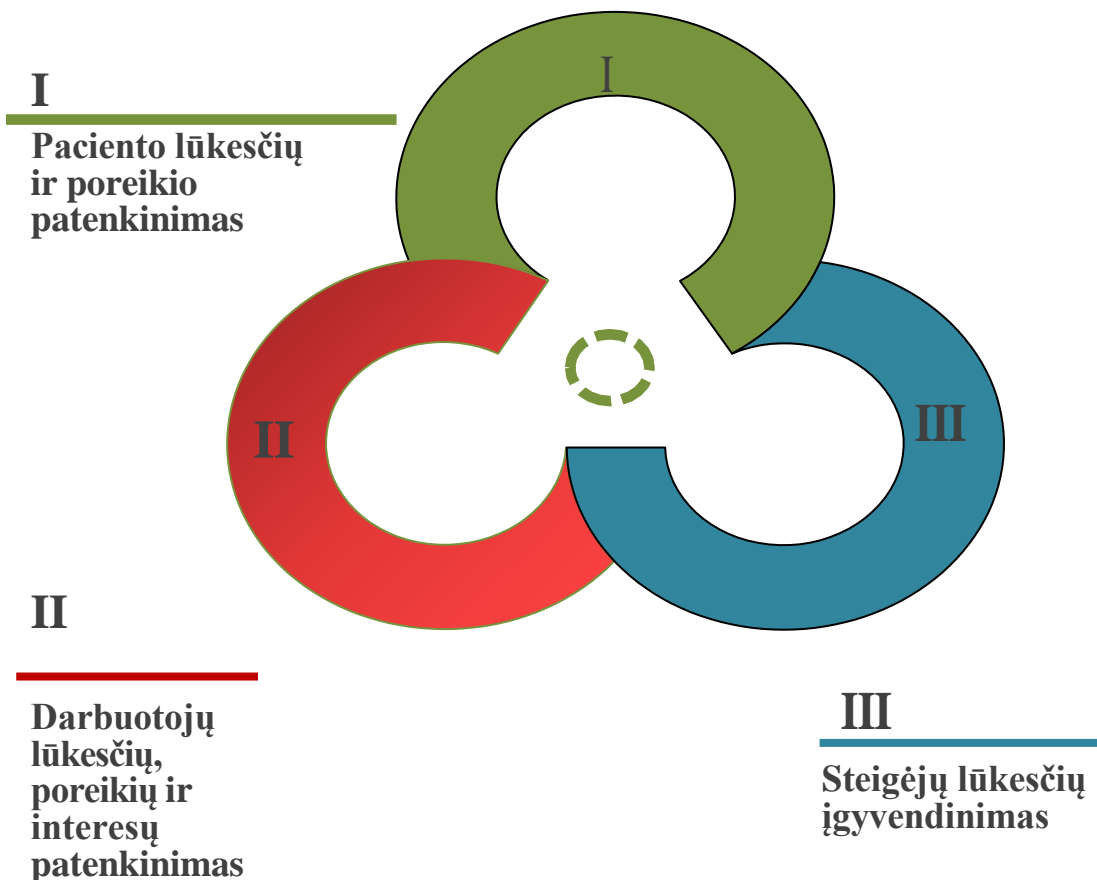 I
I
Paciento lūkesčių
ir poreikio
patenkinimas
II
III
II
Darbuotojų
lūkesčių,
poreikių ir
interesų
patenkinimas
III
Steigėjų lūkesčių
įgyvendinimas